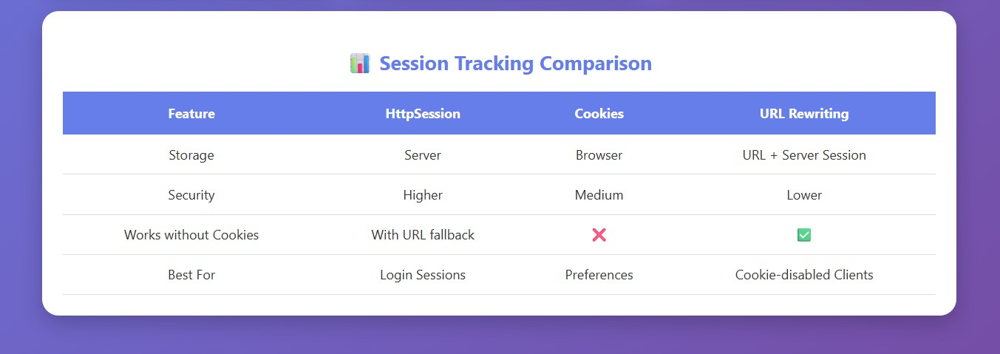 📊 Session Tracking Comparison
Feature HttpSession Cookies URL Rewriting
Storage Server Browser URL + Server Session
Security Higher Medium Lower
Works without Cookies With URL fallback ❌ ✅
Best For Login Sessions Preferences Cookie-disabled Clients